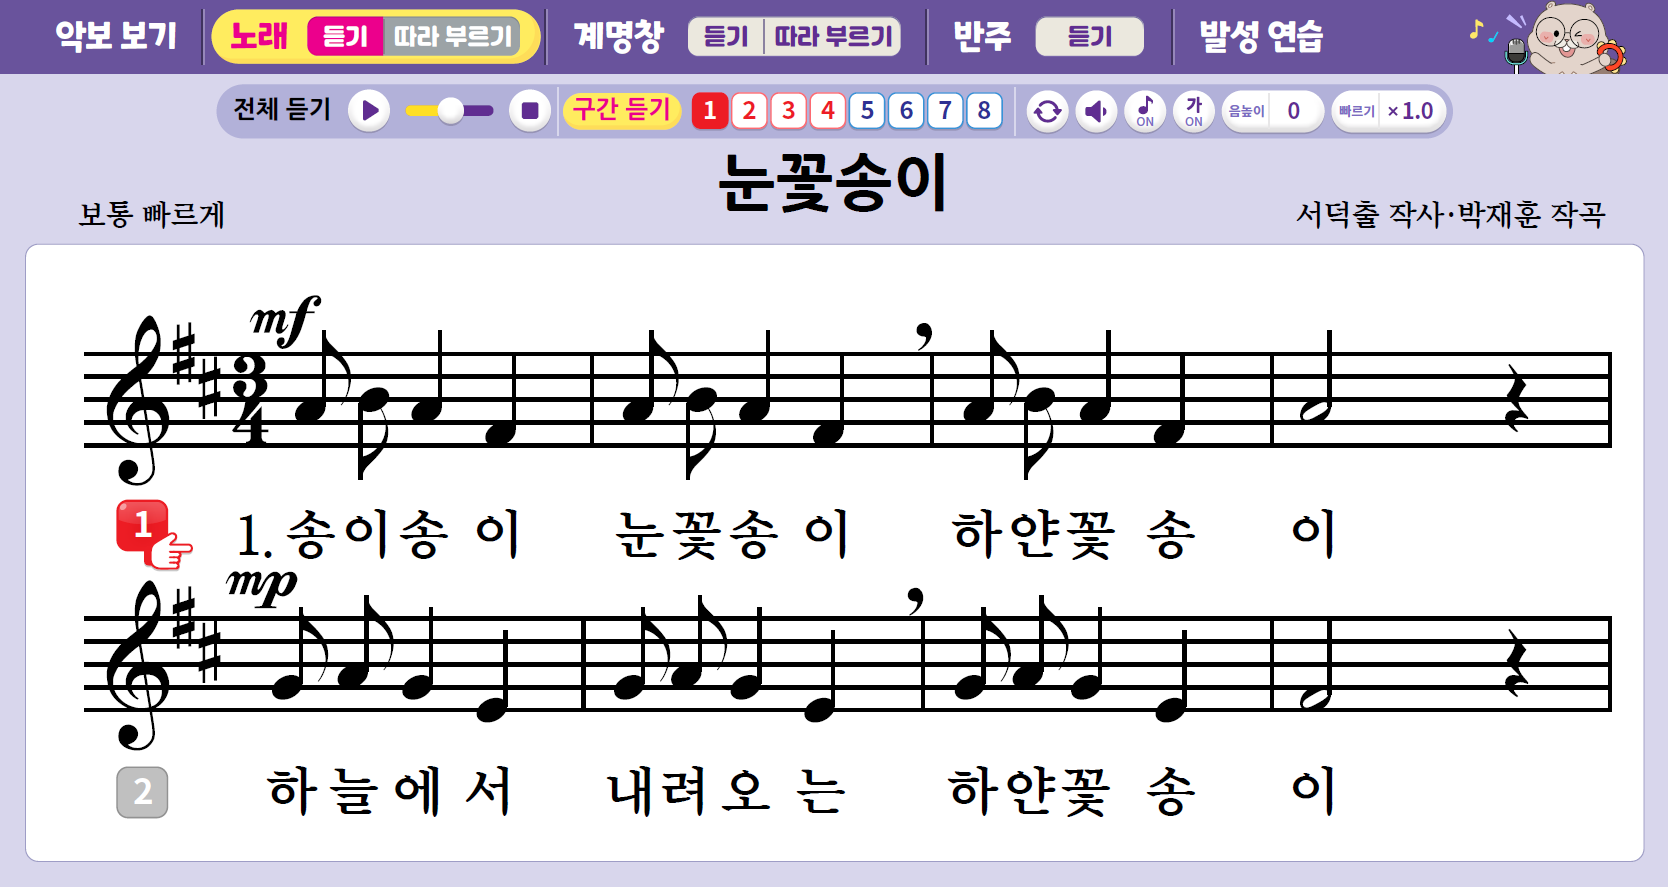 악보 보기 노래 듣기 따라 부르기 계명창 듣기 따라 부르기 반주 듣기 발성 연습
전체 듣기 구간 듣기 1 2 3 4 5 6 7 8 ON 가 ON 음높이 0 빠르기 ×1.0
눈꽃송이
보통 빠르게 서덕출 작사·박재훈 작곡
mf
3
4
1 1. 송이송 이 눈꽃송 이 하얀꽃 송 이
mp
2 하늘에 서 내려오 는 하얀꽃 송 이